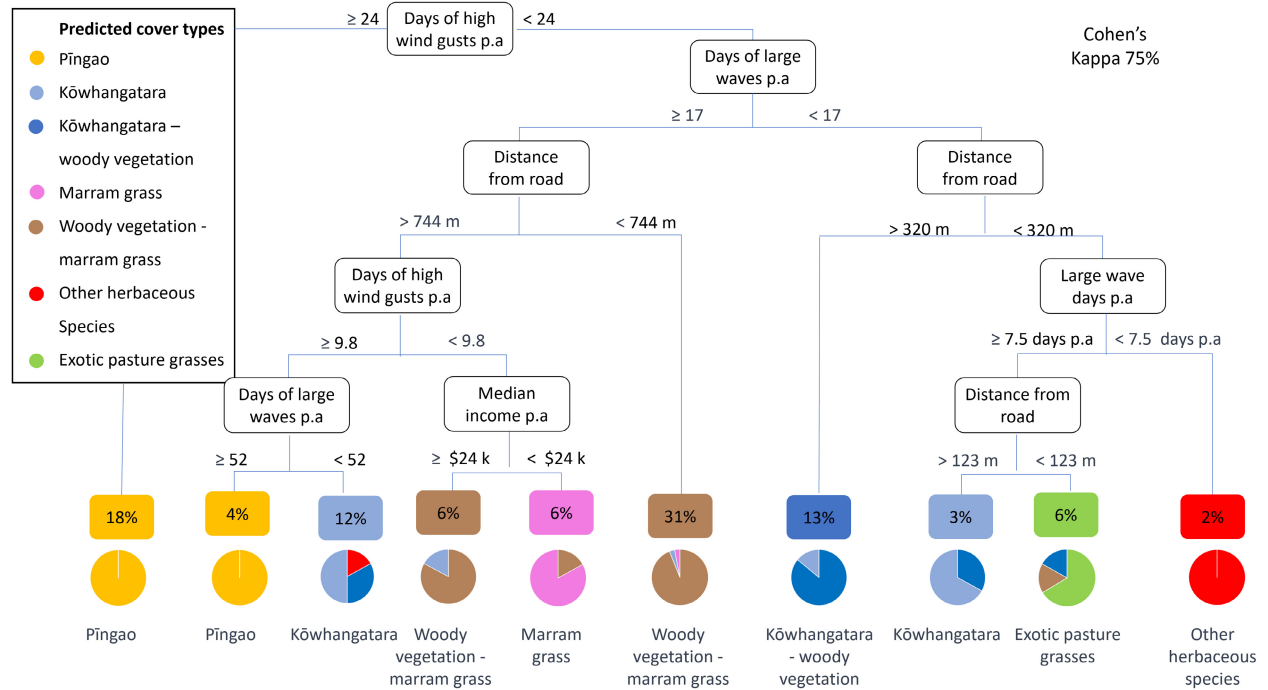 Predicted cover types
Pīngao
Kōwhangatara
Kōwhangatara –
woody vegetation
Marram grass
Woody vegetation -
marram grass
Other herbaceous
Species
Exotic pasture grasses
≥ 24
Days of high
wind gusts p.a
< 24
Cohen’s
Kappa 75%
Days of large
waves p.a
≥ 17
< 17
Distance
from road
Distance
from road
> 744 m
< 744 m
> 320 m
< 320 m
Days of high
wind gusts p.a
Large wave
days p.a
≥ 9.8
< 9.8
≥ 7.5 days p.a
< 7.5 days p.a
Days of large
waves p.a
Median
income p.a
Distance from
road
≥ 52
< 52
≥ $24 k
< $24 k
> 123 m
< 123 m
18%
4%
12%
6%
6%
31%
13%
3%
6%
2%
Pīngao
Pīngao
Kōwhangatara
Woody
vegetation -
marram grass
Marram
grass
Woody
vegetation -
marram grass
Kōwhangatara
- woody
vegetation
Kōwhangatara
Exotic pasture
grasses
Other
herbaceous
species